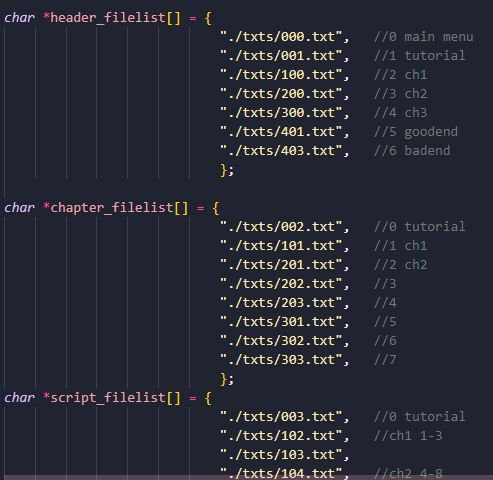 char *header_filelist[] = {
"./txts/000.txt", //0 main menu
"./txts/001.txt", //1 tutorial
"./txts/100.txt", //2 ch1
"./txts/200.txt", //3 ch2
"./txts/300.txt", //4 ch3
"./txts/401.txt", //5 goodend
"./txts/403.txt", //6 badend
};
char *chapter_filelist[] = {
"./txts/002.txt", //0 tutorial
"./txts/101.txt", //1 ch1
"./txts/201.txt", //2 ch2
"./txts/202.txt", //3
"./txts/203.txt", //4
"./txts/301.txt", //5
"./txts/302.txt", //6
"./txts/303.txt", //7
};
char *script_filelist[] = {
"./txts/003.txt", //0 tutorial
"./txts/102.txt", //ch1 1-3
"./txts/103.txt",
"./txts/104.txt", //ch2 4-8